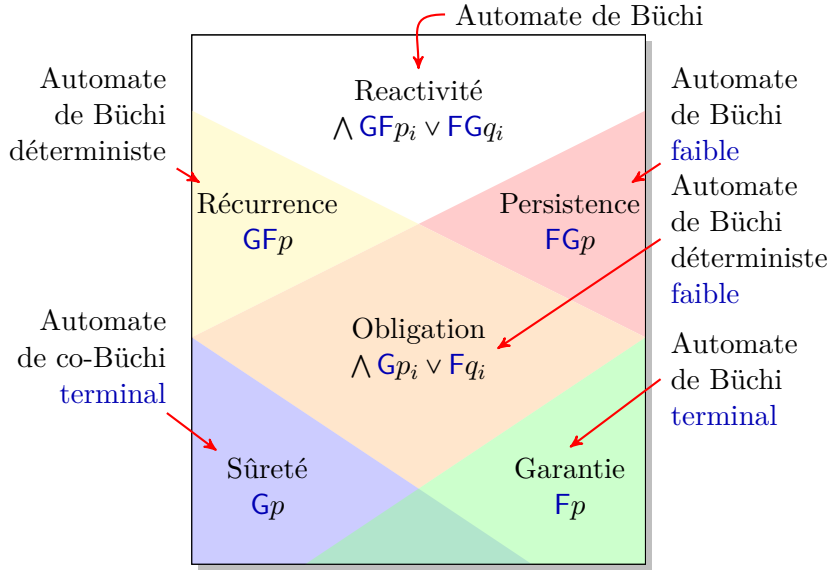 Automate de Büchi
Automate
de Büchi
déterministe
Reactivité
⋀ GFpᵢ ∨ FGqᵢ
Automate
de Büchi
faible
Récurrence
GFp
Persistence
FGp
Automate
de Büchi
déterministe
faible
Automate
de co-Büchi
terminal
Obligation
⋀ Gpᵢ ∨ Fqᵢ
Automate
de Büchi
terminal
Sûreté
Gp
Garantie
Fp